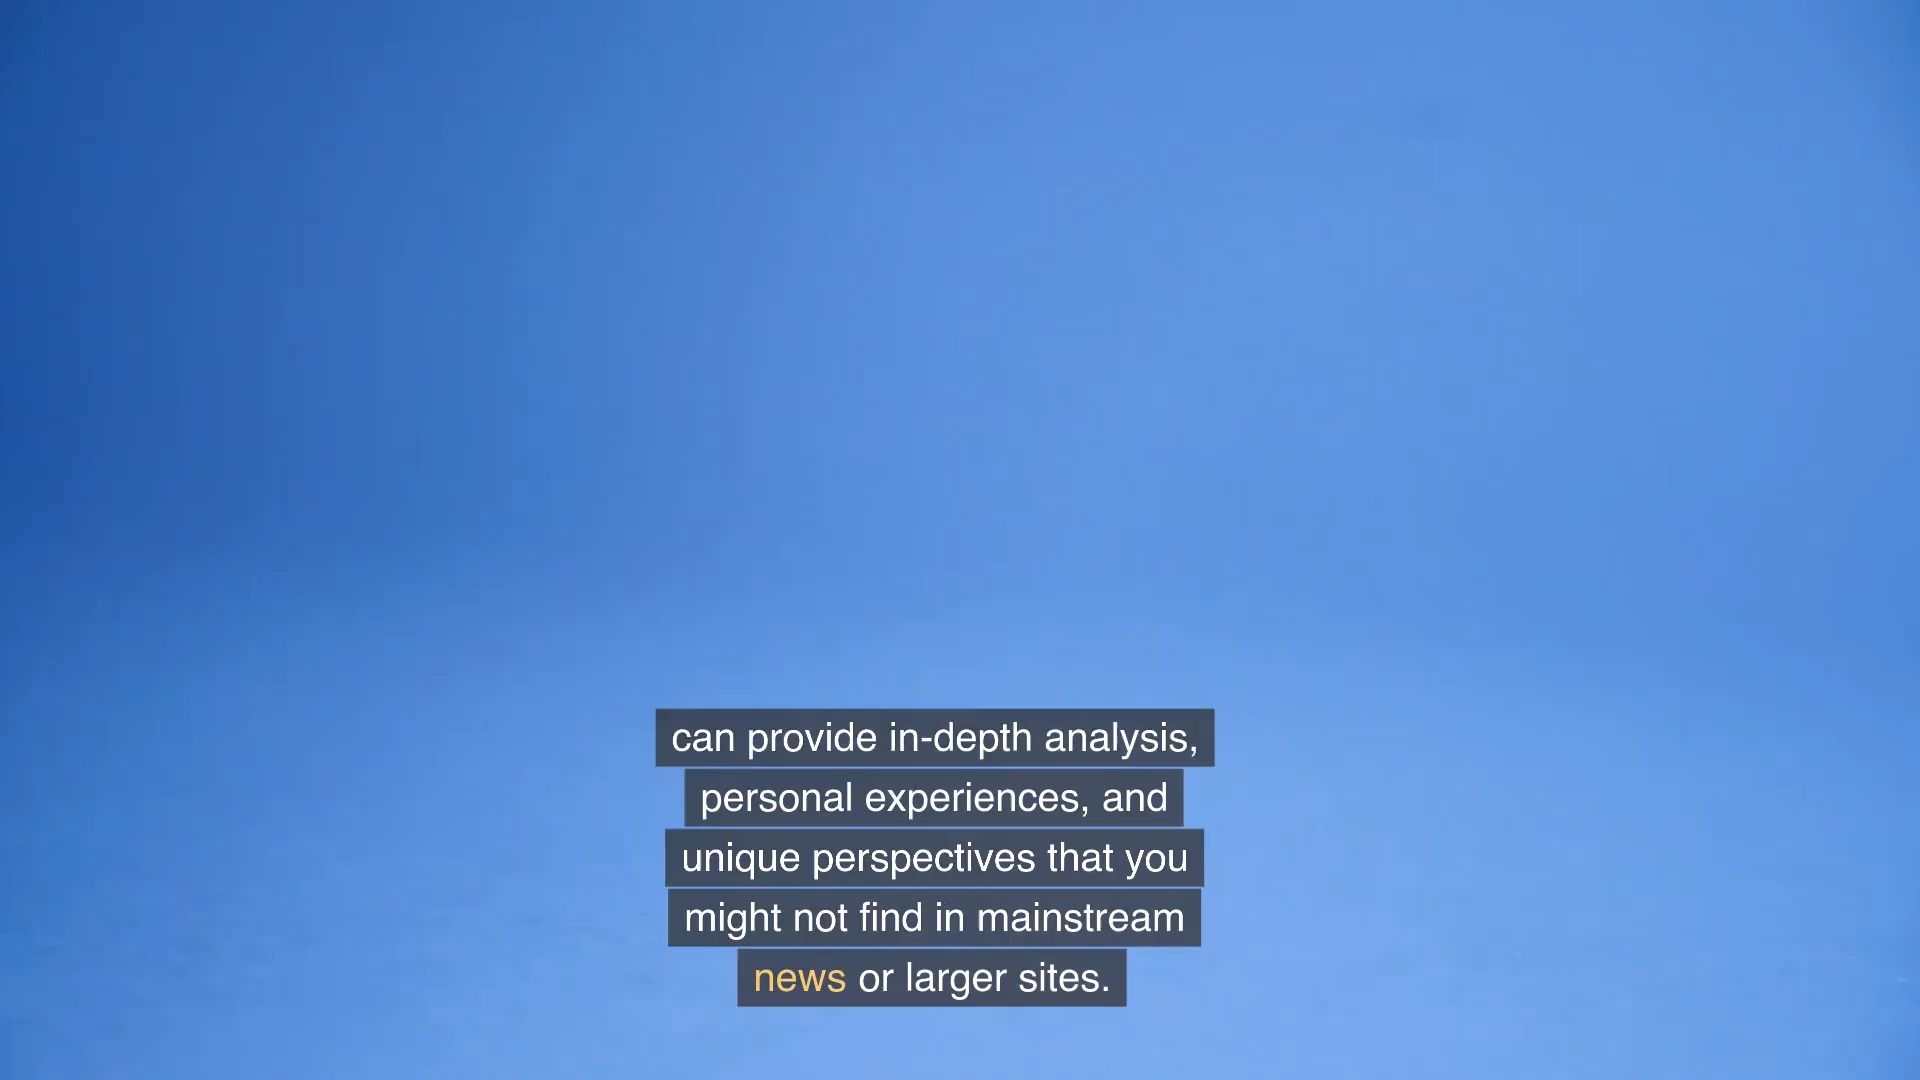 can provide in-depth analysis,
personal experiences, and
unique perspectives that you
might not find in mainstream
news or larger sites.